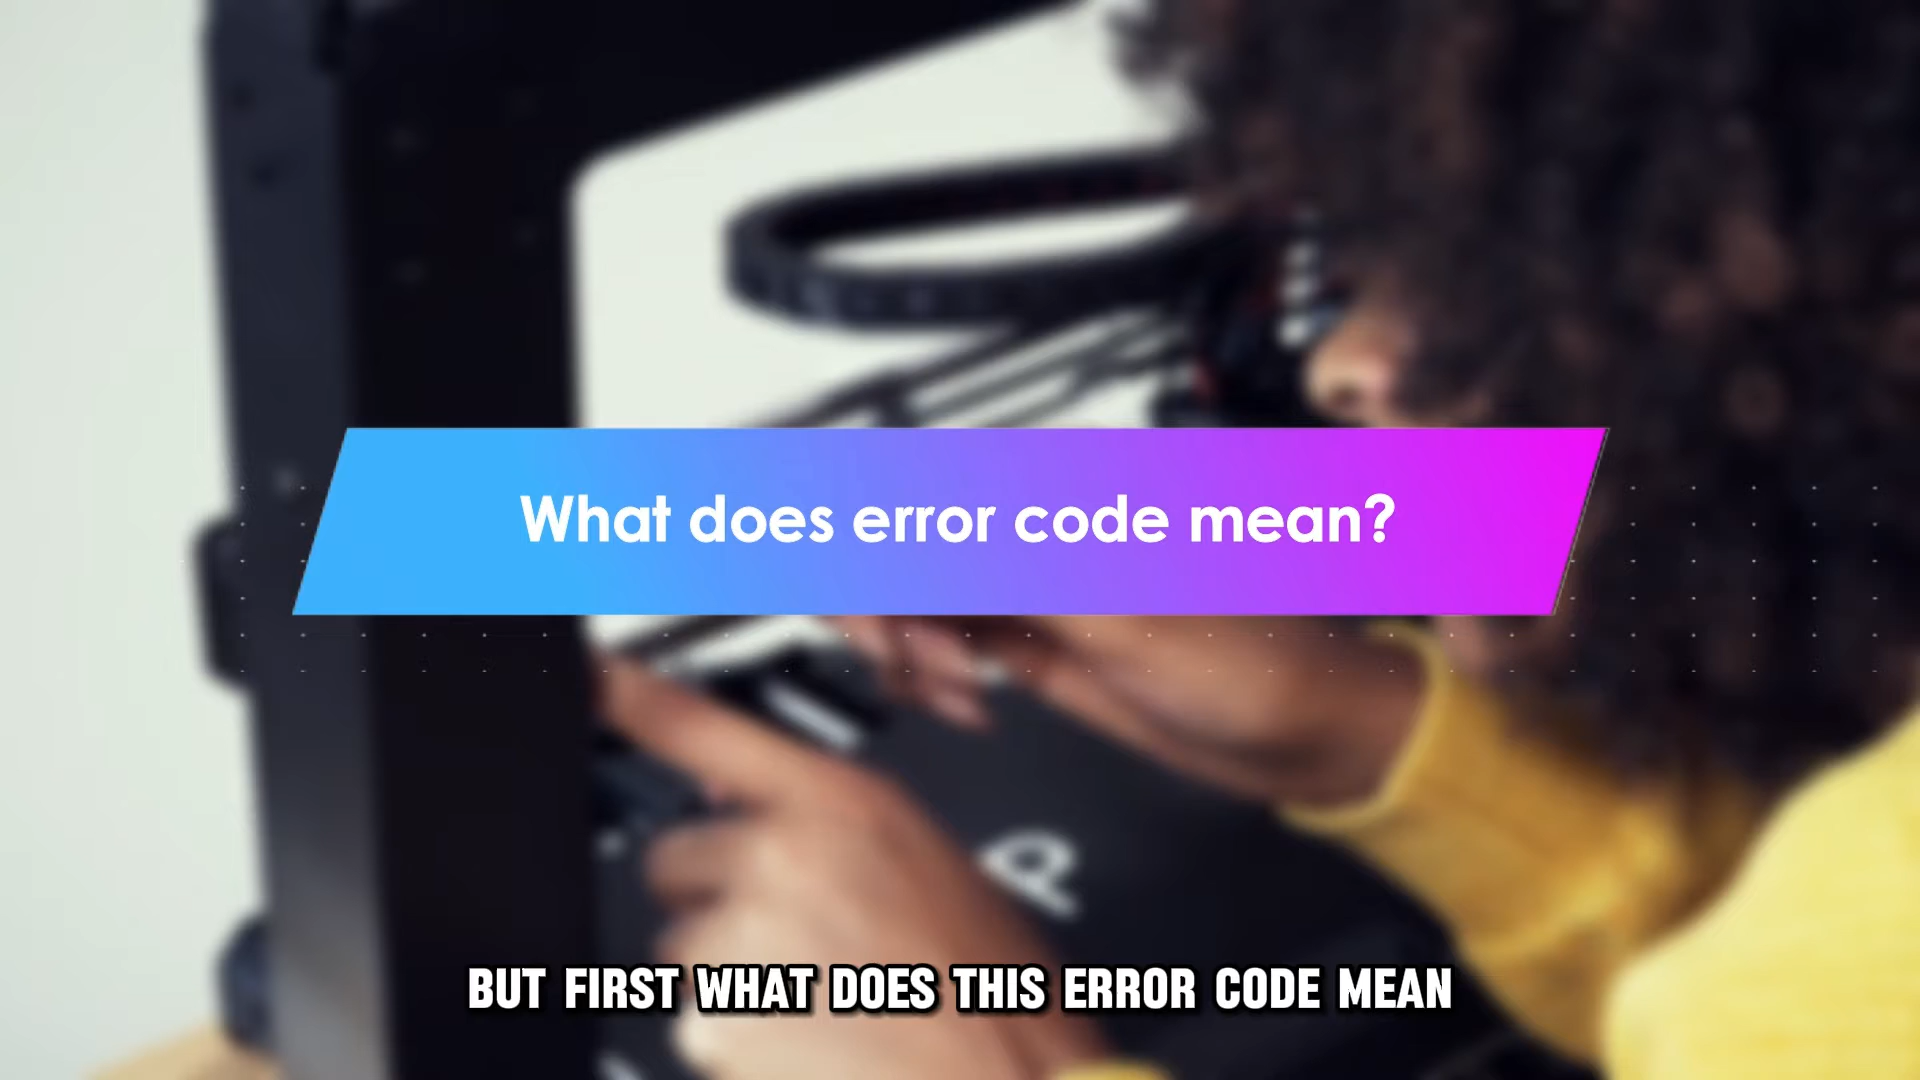 What does error code mean?
P
BUT FIRST WHAT DOES THIS ERROR CODE MEAN